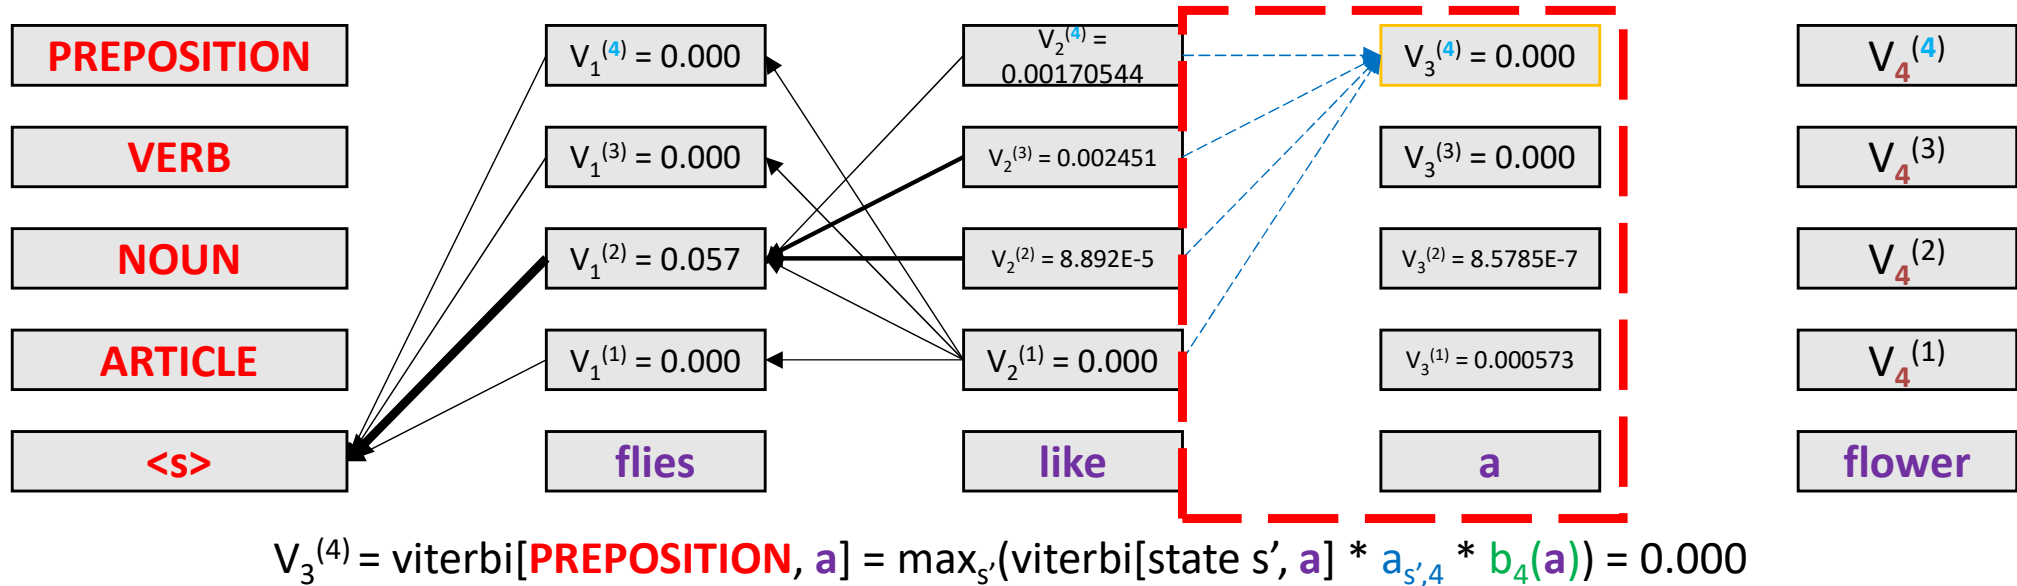 PREPOSITION V₁⁽⁴⁾ = 0.000 V₂⁽⁴⁾ = 0.00170544 V₃⁽⁴⁾ = 0.000 V₄⁽⁴⁾
VERB V₁⁽³⁾ = 0.000 V₂⁽³⁾ = 0.002451 V₃⁽³⁾ = 0.000 V₄⁽³⁾
NOUN V₁⁽²⁾ = 0.057 V₂⁽²⁾ = 8.892E-5 V₃⁽²⁾ = 8.5785E-7 V₄⁽²⁾
ARTICLE V₁⁽¹⁾ = 0.000 V₂⁽¹⁾ = 0.000 V₃⁽¹⁾ = 0.000573 V₄⁽¹⁾
<s> flies like a flower
V₃⁽⁴⁾ = viterbi[PREPOSITION, a] = maxₛ′(viterbi[state s’, a] * aₛ′,₄ * b₄(a)) = 0.000